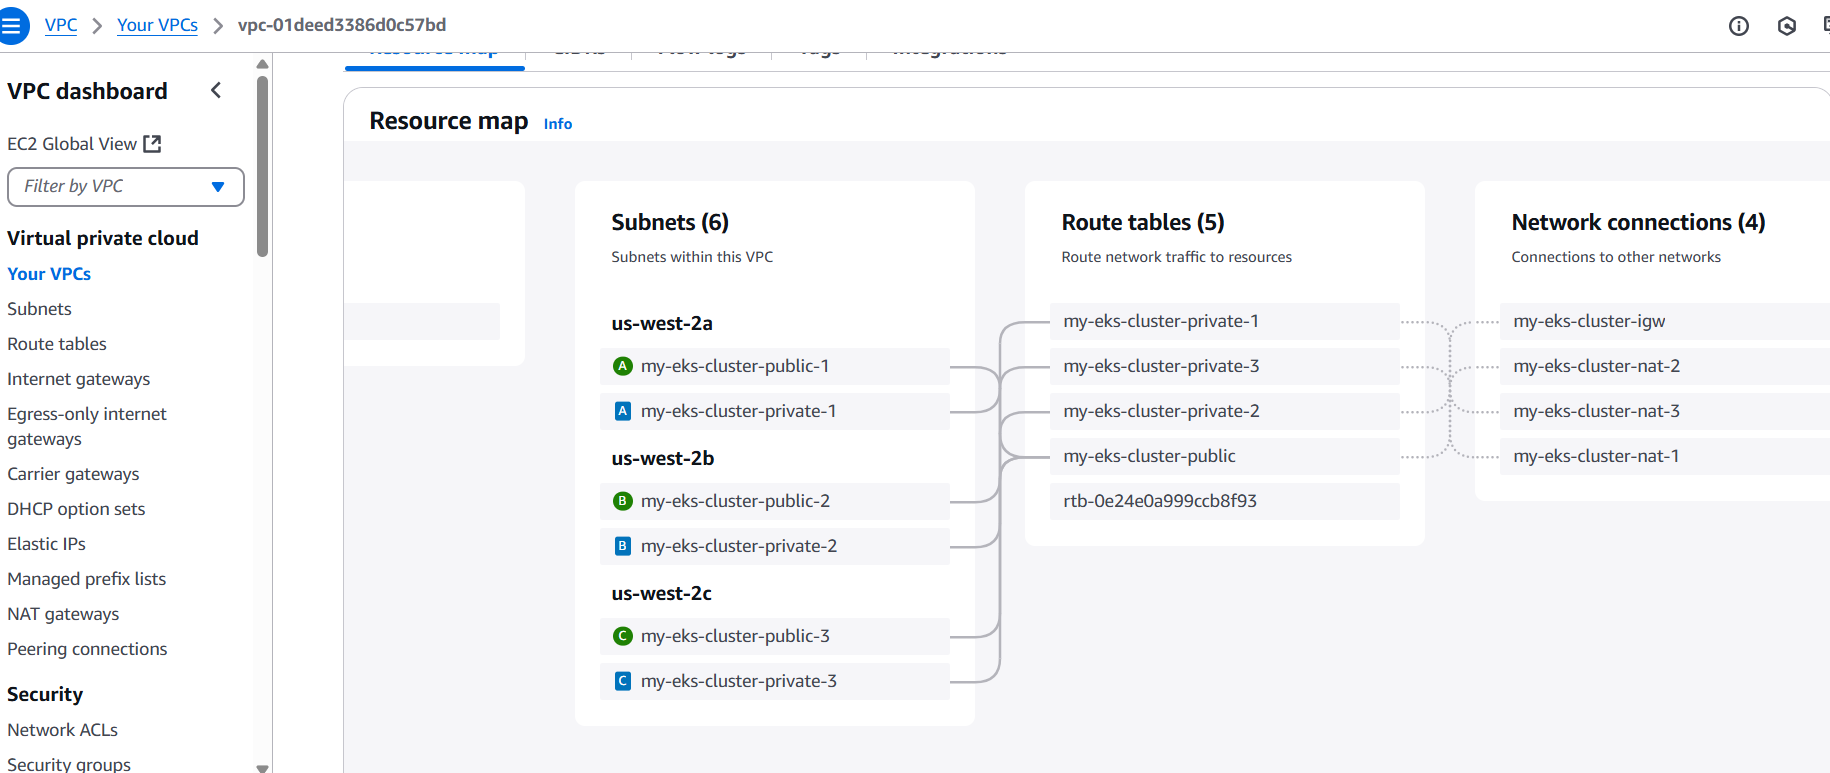 VPC > Your VPCs > vpc-01deed3386d0c57bd
VPC dashboard
EC2 Global View
Filter by VPC
Virtual private cloud
Your VPCs
Subnets
Route tables
Internet gateways
Egress-only internet
gateways
Carrier gateways
DHCP option sets
Elastic IPs
Managed prefix lists
NAT gateways
Peering connections
Security
Network ACLs
Security groups
Resource map
Info
Subnets (6)
Subnets within this VPC
us-west-2a
A my-eks-cluster-public-1
A my-eks-cluster-private-1
us-west-2b
B my-eks-cluster-public-2
B my-eks-cluster-private-2
us-west-2c
C my-eks-cluster-public-3
C my-eks-cluster-private-3
Route tables (5)
Route network traffic to resources
my-eks-cluster-private-1
my-eks-cluster-private-3
my-eks-cluster-private-2
my-eks-cluster-public
rtb-0e24e0a999ccb8f93
Network connections (4)
Connections to other networks
my-eks-cluster-igw
my-eks-cluster-nat-2
my-eks-cluster-nat-3
my-eks-cluster-nat-1